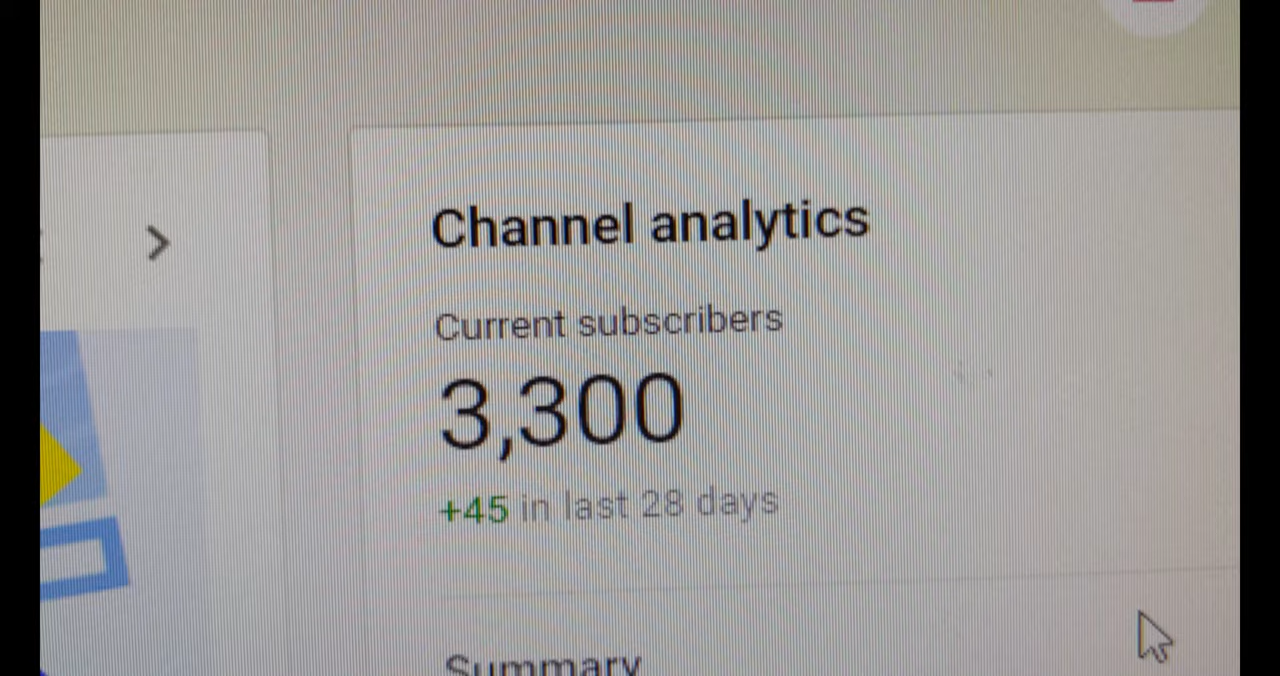 Channel analytics
Current subscribers
3,300
+45 in last 28 days
Summary